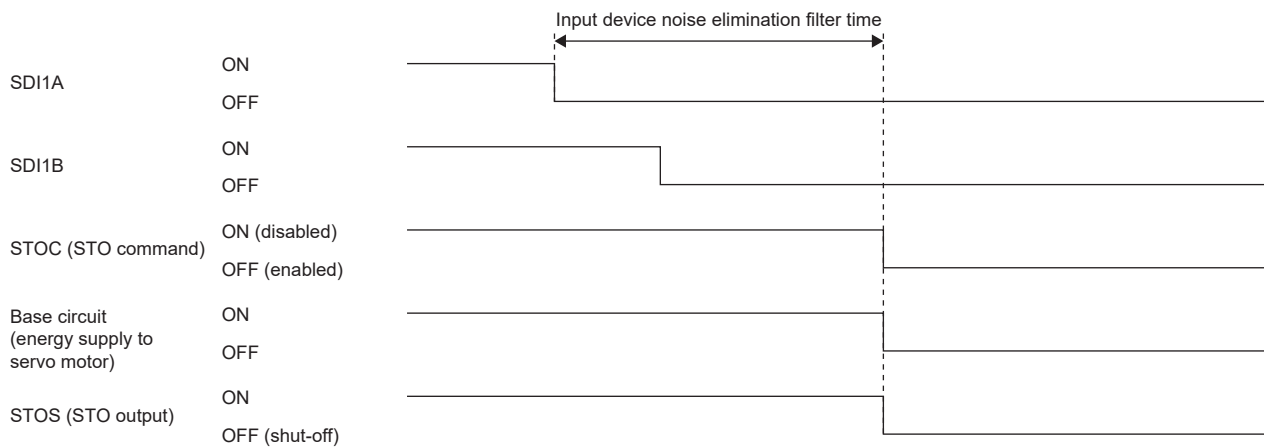 Input device noise elimination filter time
SDI1A
ON
OFF
SDI1B
ON
OFF
STOC (STO command)
ON (disabled)
OFF (enabled)
Base circuit
(energy supply to
servo motor)
ON
OFF
STOS (STO output)
ON
OFF (shut-off)